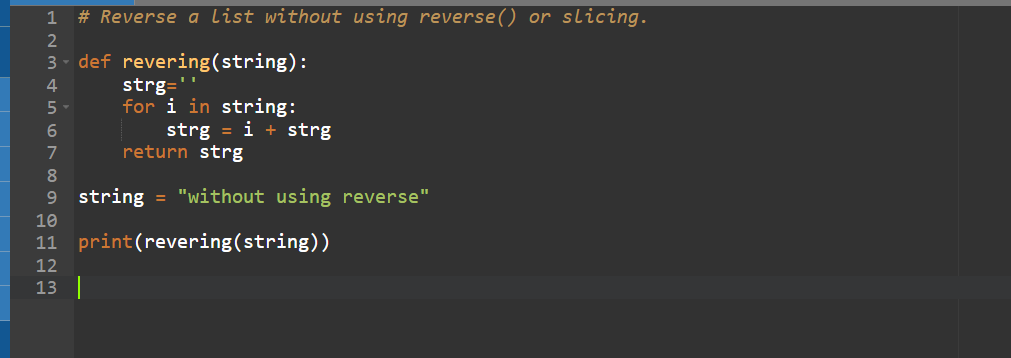 1 # Reverse a list without using reverse() or slicing.
2
3 def revering(string):
4     strg=''
5     for i in string:
6         strg = i + strg
7     return strg
8
9 string = "without using reverse"
10
11 print(revering(string))
12
13